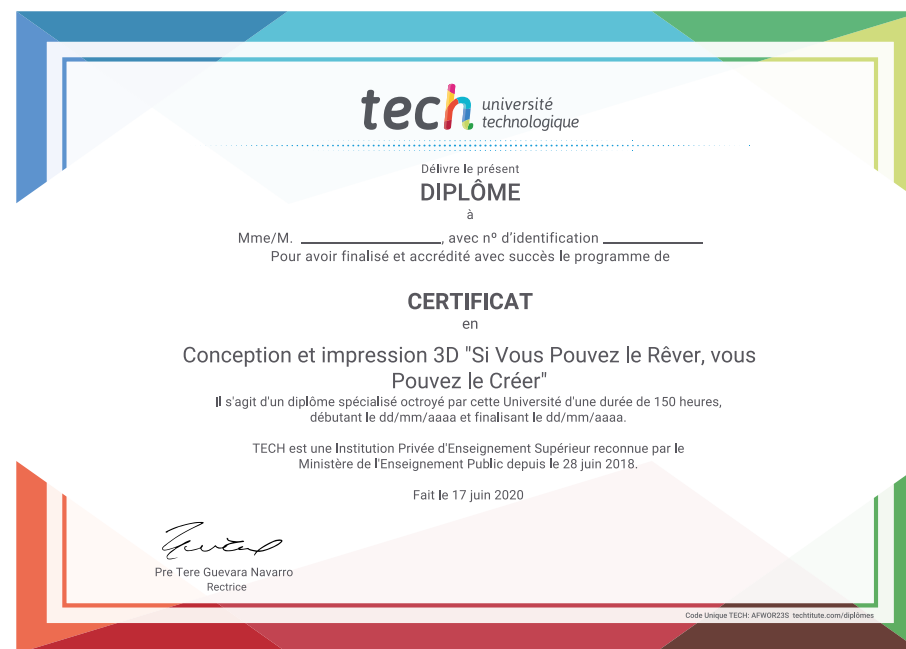 tech université
technologique
Délivre le présent
DIPLÔME
à
Mme/M. ____________________, avec nº d'identification ______________
Pour avoir finalisé et accrédité avec succès le programme de
CERTIFICAT
en
Conception et impression 3D "Si Vous Pouvez le Rêver, vous
Pouvez le Créer"
Il s'agit d'un diplôme spécialisé octroyé par cette Université d'une durée de 150 heures,
débutant le dd/mm/aaaa et finalisant le dd/mm/aaaa.
TECH est une Institution Privée d'Enseignement Supérieur reconnue par le
Ministère de l'Enseignement Public depuis le 28 juin 2018.
Fait le 17 juin 2020
Pre Tere Guevara Navarro
Rectrice
Code Unique TECH: AFWOR23S techtitute.com/diplômes